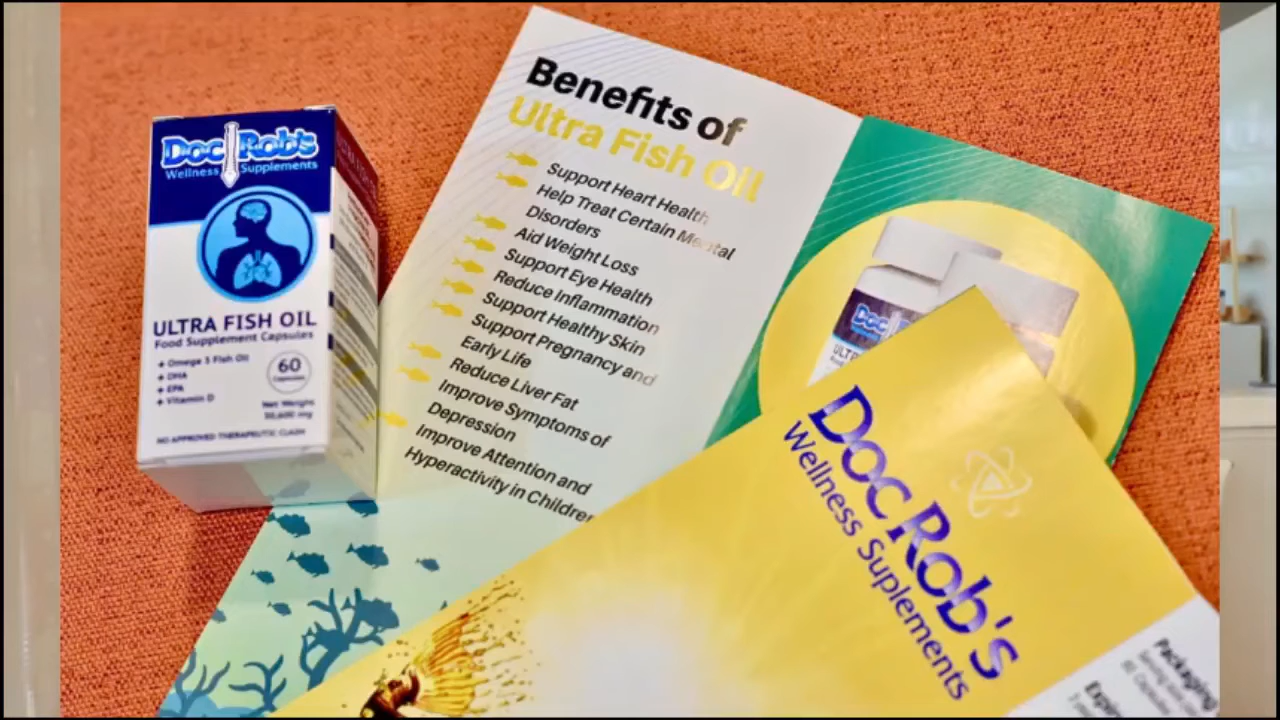 Doc Rob's
Wellness Supplements
ULTRA FISH OIL
Food Supplement Capsules
Omega 3 Fish Oil
DHA
EPA
Vitamin D
60
Capsules
Net Weight
NO APPROVED THERAPEUTIC CLAIM
Benefits of
Ultra Fish Oil
Support Heart Health
Help Treat Certain Mental
Disorders
Aid Weight Loss
Support Eye Health
Reduce Inflammation
Support Healthy Skin
Support Pregnancy and
Early Life
Reduce Liver Fat
Improve Symptoms of
Depression
Improve Attention and
Hyperactivity in Children
Doc
ULTR
Doc Rob's
Wellness Suplements
Packaging